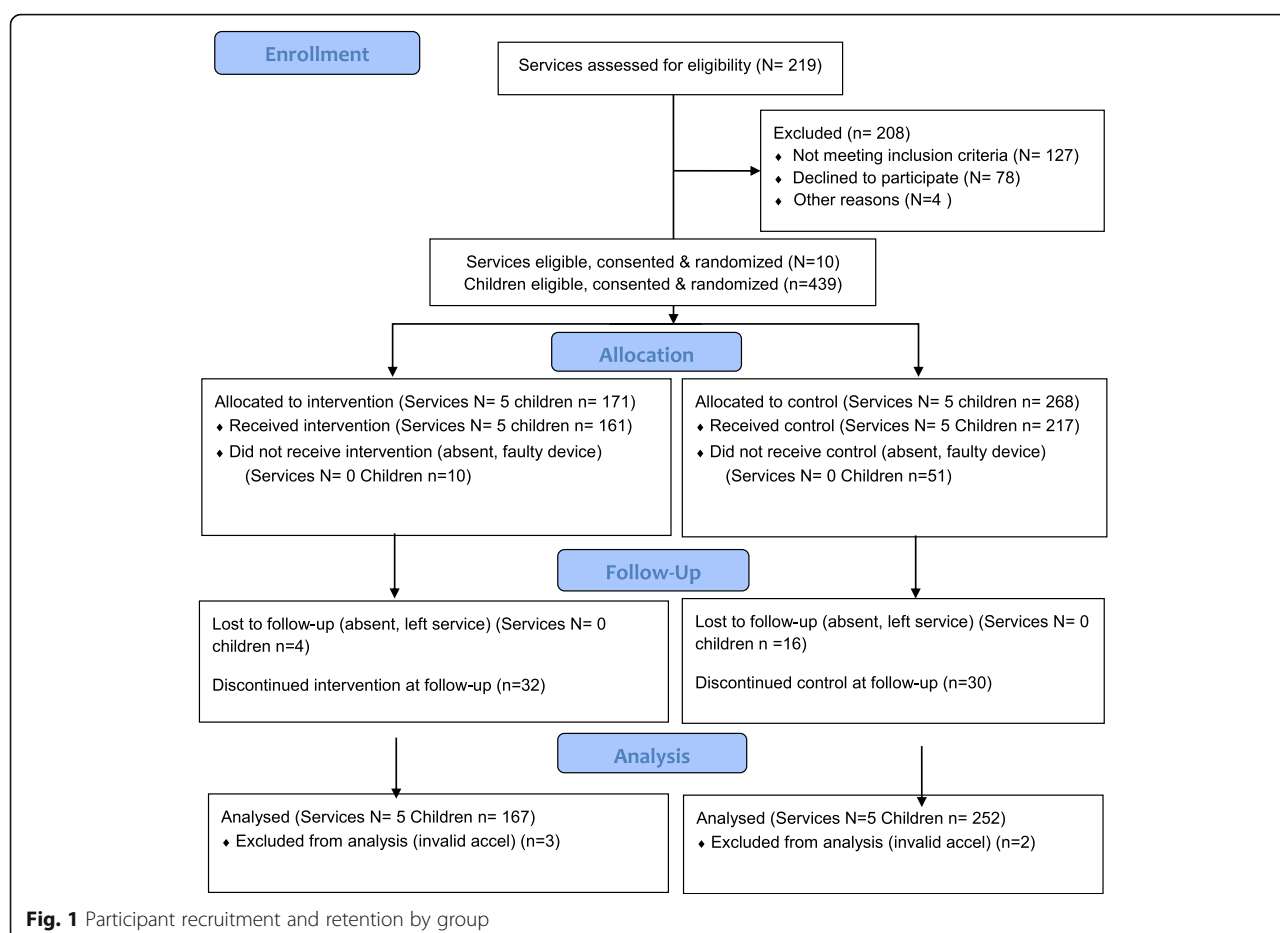 Enrollment
Services assessed for eligibility (N= 219)
Excluded (n= 208)
♦ Not meeting inclusion criteria (N= 127)
♦ Declined to participate (N= 78)
♦ Other reasons (N=4 )
Services eligible, consented & randomized (N=10)
Children eligible, consented & randomized (n=439)
Allocation
Allocated to intervention (Services N= 5 children n= 171)
♦ Received intervention (Services N= 5 children n= 161)
♦ Did not receive intervention (absent, faulty device)
(Services N= 0 Children n=10)
Allocated to control (Services N= 5 children n= 268)
♦ Received control (Services N= 5 Children n= 217)
♦ Did not receive control (absent, faulty device)
(Services N= 0 Children n=51)
Follow-Up
Lost to follow-up (absent, left service) (Services N= 0
children n=4)
Discontinued intervention at follow-up (n=32)
Lost to follow-up (absent, left service) (Services N= 0
children n =16)
Discontinued control at follow-up (n=30)
Analysis
Analysed (Services N= 5 Children n= 167)
♦ Excluded from analysis (invalid accel) (n=3)
Analysed (Services N=5 Children n= 252)
♦ Excluded from analysis (invalid accel) (n=2)
Fig. 1 Participant recruitment and retention by group